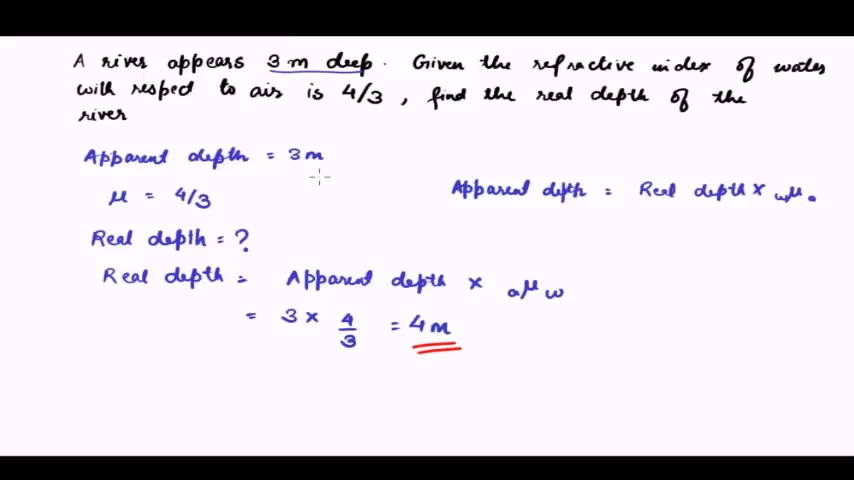 A river appears 3 m deep. Given the refractive index of water
with respect to air is 4/3, find the real depth of the
river
Apparent depth = 3 m
μ = 4/3
Apparent depth = Real depth × wμa
Real depth = ?
Real depth = Apparent depth × aμw
= 3 × 4/3 = 4 m